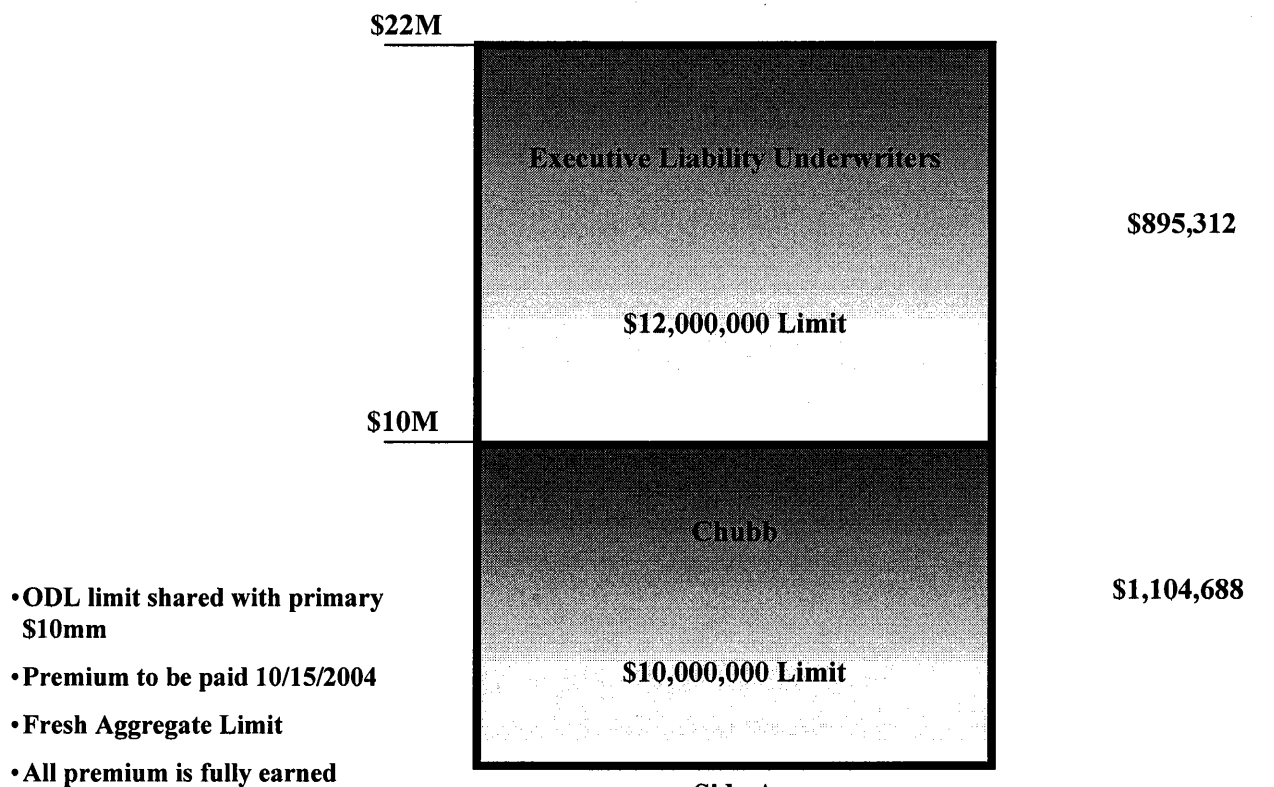 $22M
Executive Liability Underwriters
$895,312
$12,000,000 Limit
$10M
Chubb
•ODL limit shared with primary
$10mm
$1,104,688
•Premium to be paid 10/15/2004
$10,000,000 Limit
•Fresh Aggregate Limit
•All premium is fully earned